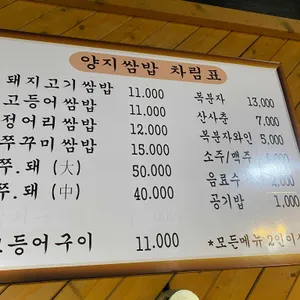 양지쌈밥 차림표
돼지고기쌈밥 11.000
고등어쌈밥 11.000
정어리쌈밥 12.000
쭈꾸미쌈밥 15.000
쭈.돼 (大) 50.000
쭈.돼 (中) 40.000
고등어구이 11.000
복분자 13,000
산사춘 7,000
복분자와인 5,000
소주/맥주
음료수
공기밥 1,000
*모든메뉴 2인이